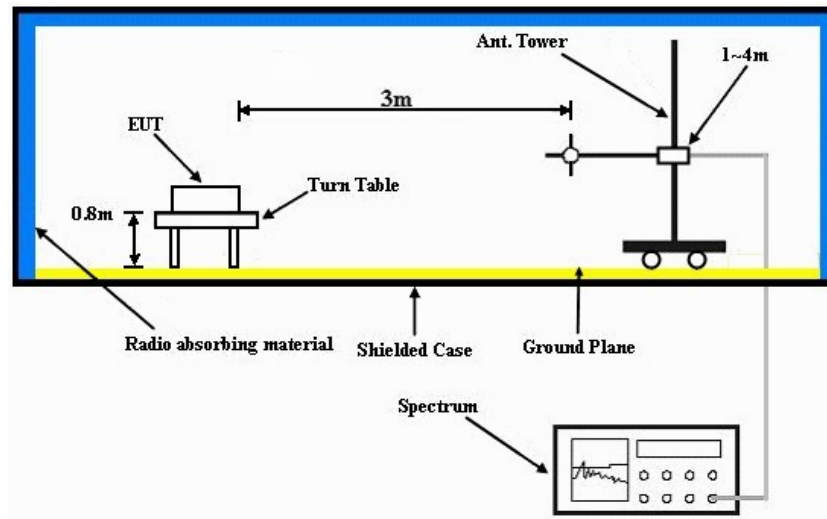 Ant. Tower
1~4m
3m
EUT
Turn Table
0.8m
Radio absorbing material
Shielded Case
Ground Plane
Spectrum